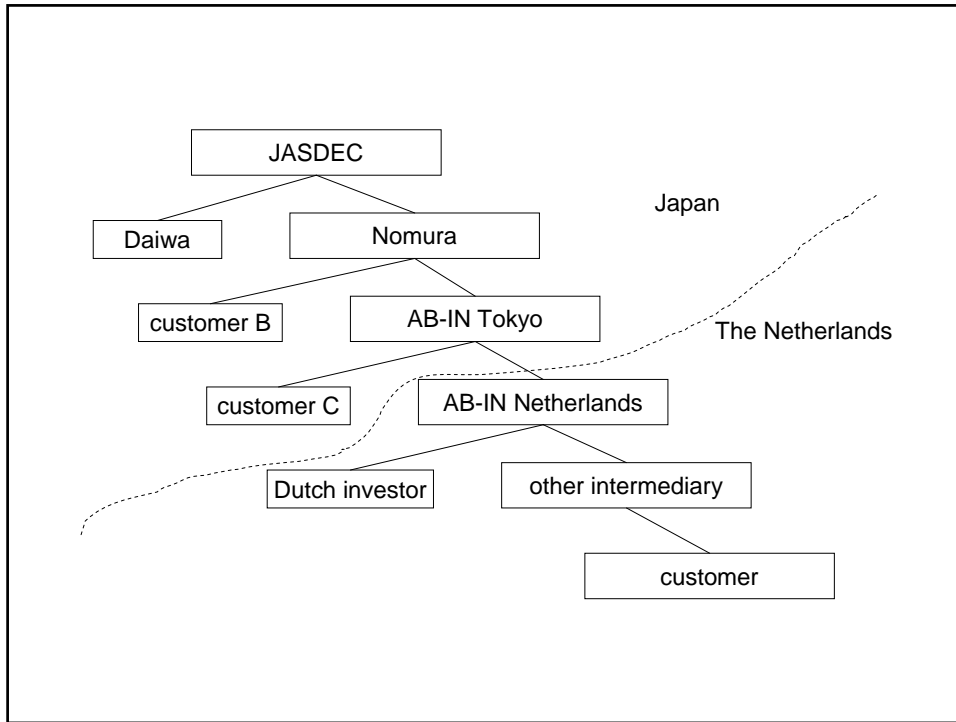 JASDEC
Japan
Daiwa
Nomura
customer B
AB-IN Tokyo
The Netherlands
customer C
AB-IN Netherlands
Dutch investor
other intermediary
customer